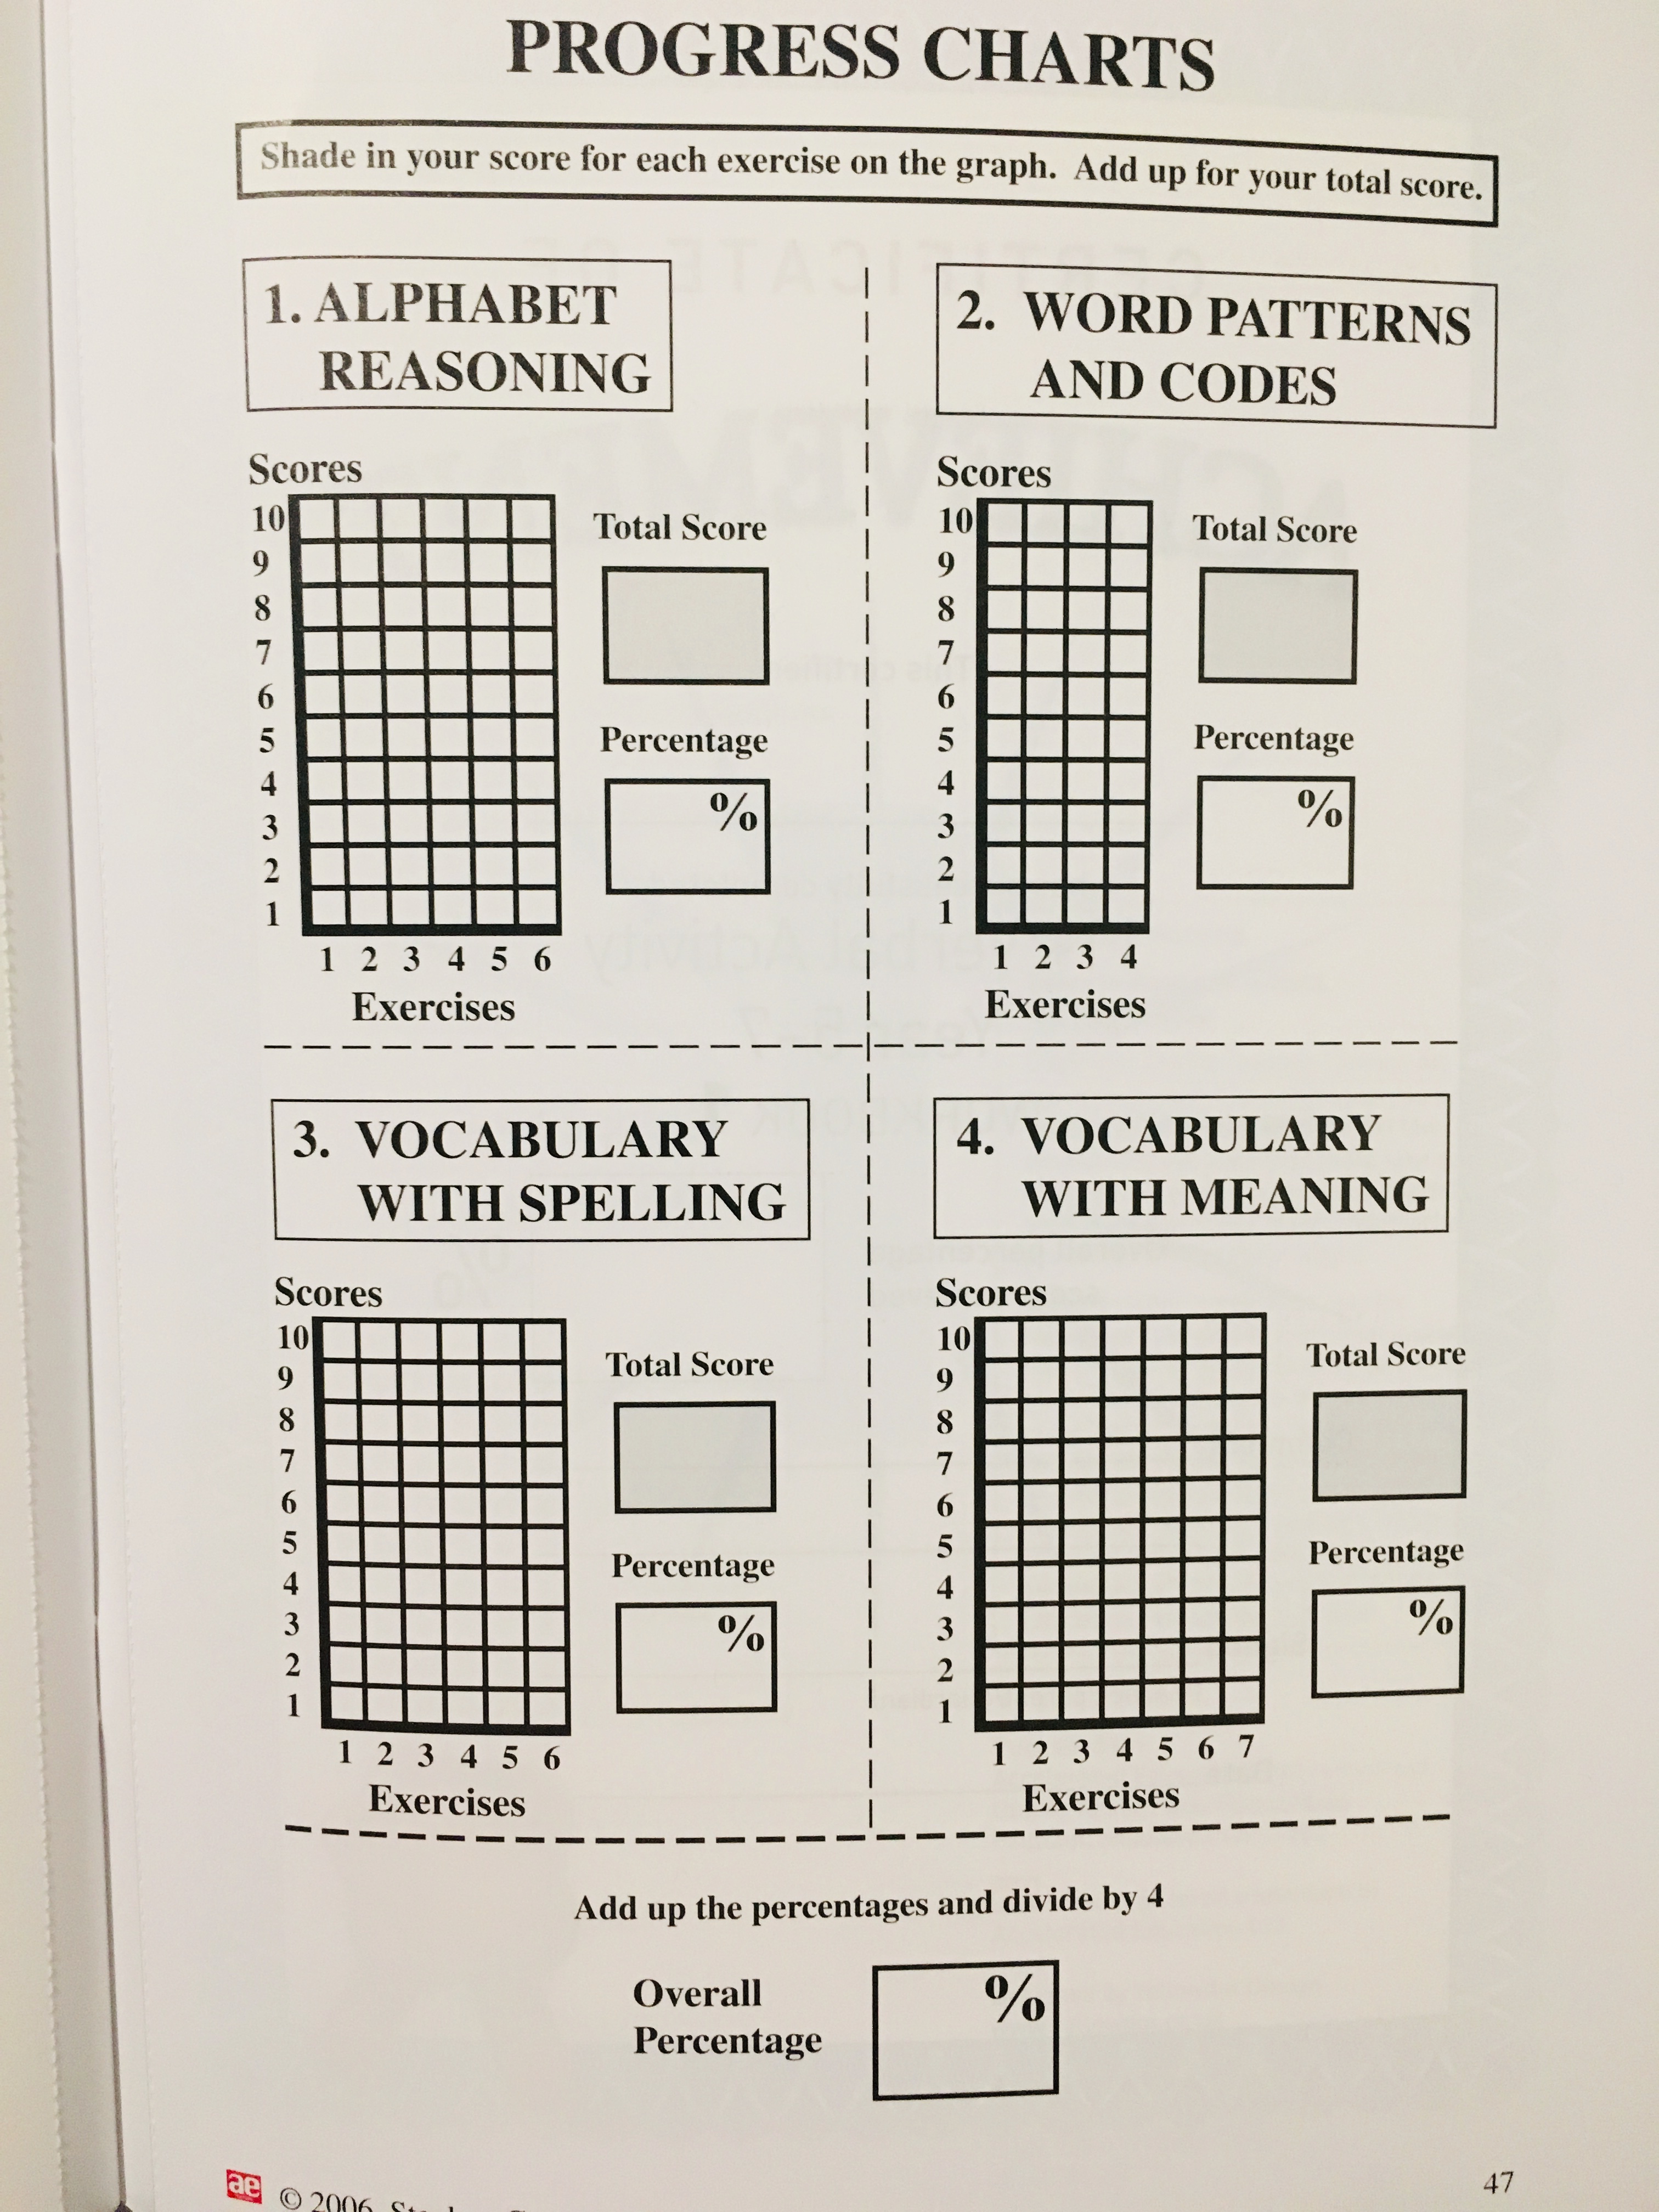 PROGRESS CHARTS
Shade in your score for each exercise on the graph. Add up for your total score.
1. ALPHABET
REASONING
Scores
10
9
8
7
6
5
4
3
2
1
1 2 3 4 5 6
Exercises
Total Score
Percentage
%
2. WORD PATTERNS
AND CODES
Scores
10
9
8
7
6
5
4
3
2
1
1 2 3 4
Exercises
Total Score
Percentage
%
3. VOCABULARY
WITH SPELLING
Scores
10
9
8
7
6
5
4
3
2
1
1 2 3 4 5 6
Exercises
Total Score
Percentage
%
4. VOCABULARY
WITH MEANING
Scores
10
9
8
7
6
5
4
3
2
1
1 2 3 4 5 6 7
Exercises
Total Score
Percentage
%
Add up the percentages and divide by 4
Overall
Percentage
%
ae © 2006
47